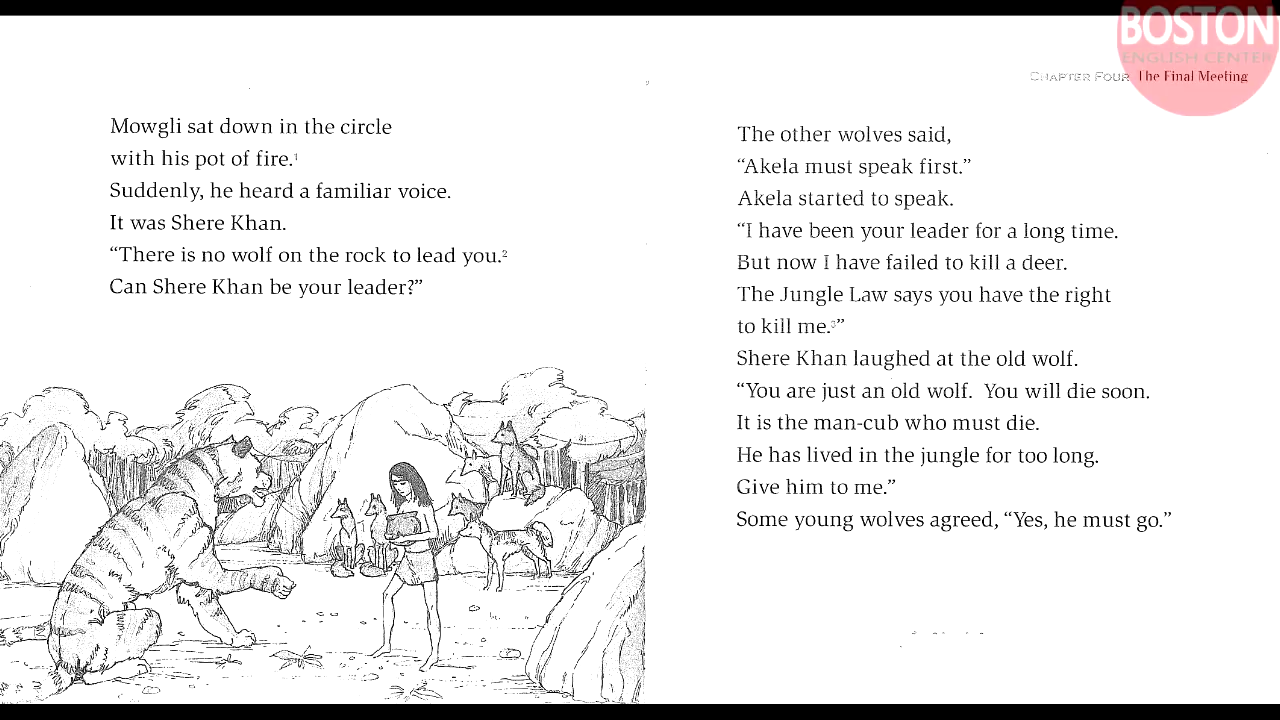 BOSTON
ENGLISH CENTER
CHAPTER FOUR The Final Meeting
Mowgli sat down in the circle
with his pot of fire.¹
Suddenly, he heard a familiar voice.
It was Shere Khan.
“There is no wolf on the rock to lead you.²
Can Shere Khan be your leader?”
The other wolves said,
“Akela must speak first.”
Akela started to speak.
“I have been your leader for a long time.
But now I have failed to kill a deer.
The Jungle Law says you have the right
to kill me.³”
Shere Khan laughed at the old wolf.
“You are just an old wolf. You will die soon.
It is the man-cub who must die.
He has lived in the jungle for too long.
Give him to me.”
Some young wolves agreed, “Yes, he must go.”